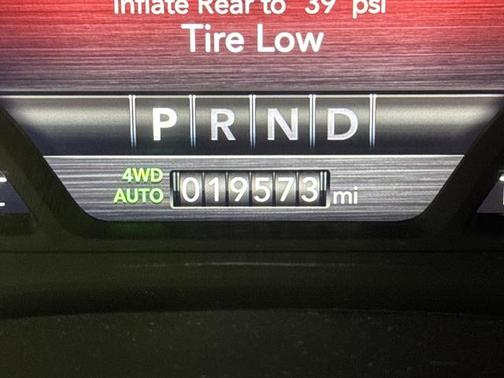 Inflate Rear to 39 psi
Tire Low
P R N D
4WD
AUTO 019573 mi